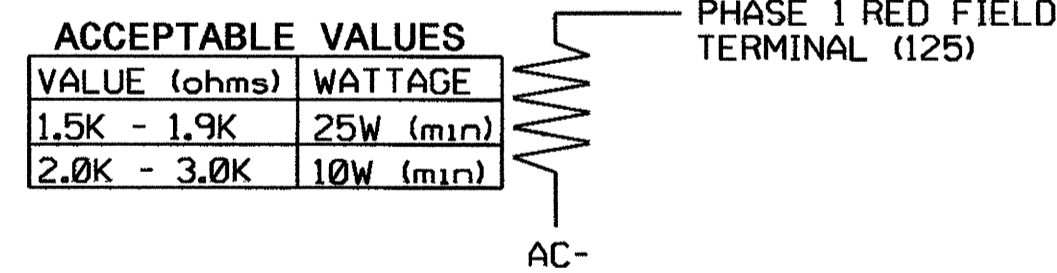 ACCEPTABLE VALUES
VALUE (ohms) WATTAGE
1.5K - 1.9K 25W (min)
2.0K - 3.0K 10W (min)
PHASE 1 RED FIELD
TERMINAL (125)
AC-